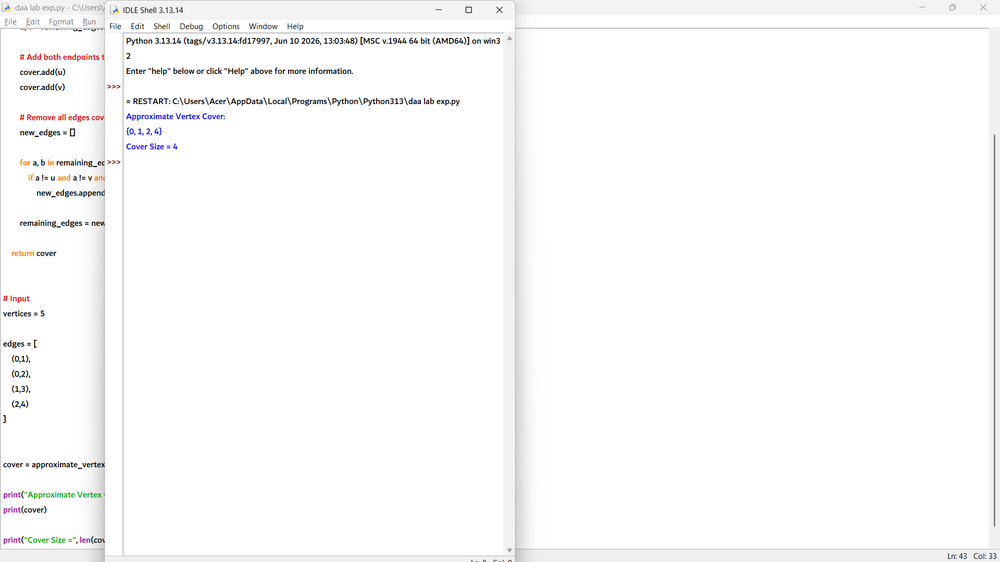 daa lab exp.py - C:\Users\
File Edit Format Run
# Add both endpoints t
cover.add(u)
cover.add(v)
# Remove all edges cov
new_edges = []
for a, b in remaining_ed
if a != u and a != v and
new_edges.append
remaining_edges = new
return cover
# Input
vertices = 5
edges = [
(0,1),
(0,2),
(1,3),
(2,4)
]
cover = approximate_vertex
print("Approximate Vertex
print(cover)
print("Cover Size =", len(cov
IDLE Shell 3.13.14
File Edit Shell Debug Options Window Help
Python 3.13.14 (tags/v3.13.14:fd17997, Jun 10 2026, 13:03:48) [MSC v.1944 64 bit (AMD64)] on win3
2
Enter "help" below or click "Help" above for more information.
>>>
= RESTART: C:\Users\Acer\AppData\Local\Programs\Python\Python313\daa lab exp.py
Approximate Vertex Cover:
{0, 1, 2, 4}
Cover Size = 4
>>>
Ln: 43 Col: 33